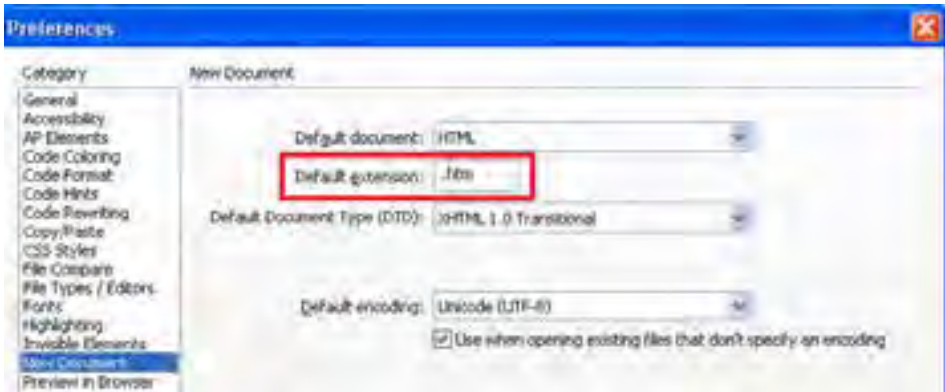 Preferences
Category
General
Accessibility
AP Elements
Code Coloring
Code Format
Code Hints
Code Rewriting
Copy/Paste
CSS Styles
File Compare
File Types / Editors
Fonts
Highlighting
Invisible Elements
New Document
Preview in Browser
New Document
Default document: HTML
Default extension: .htm
Default Document Type (DTD): XHTML 1.0 Transitional
Default encoding: Unicode (UTF-8)
Use when opening existing files that don't specify an encoding